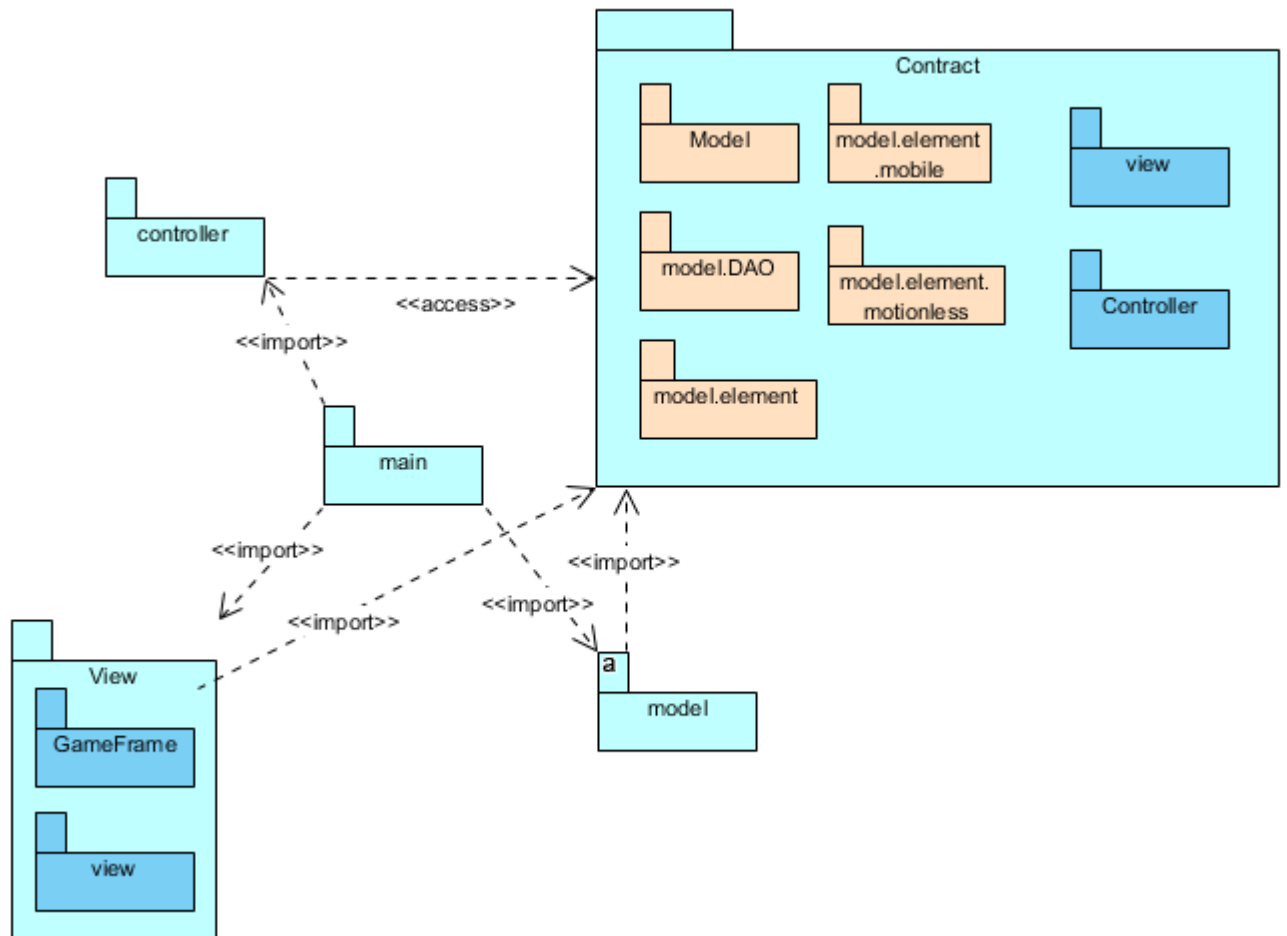 Contract
Model
model.element
.mobile
view
controller
model.DAO
model.element.
motionless
Controller
<<access>>
<<import>>
model.element
main
<<import>>
<<import>>
<<import>>
<<import>>
a
View
model
GameFrame
view